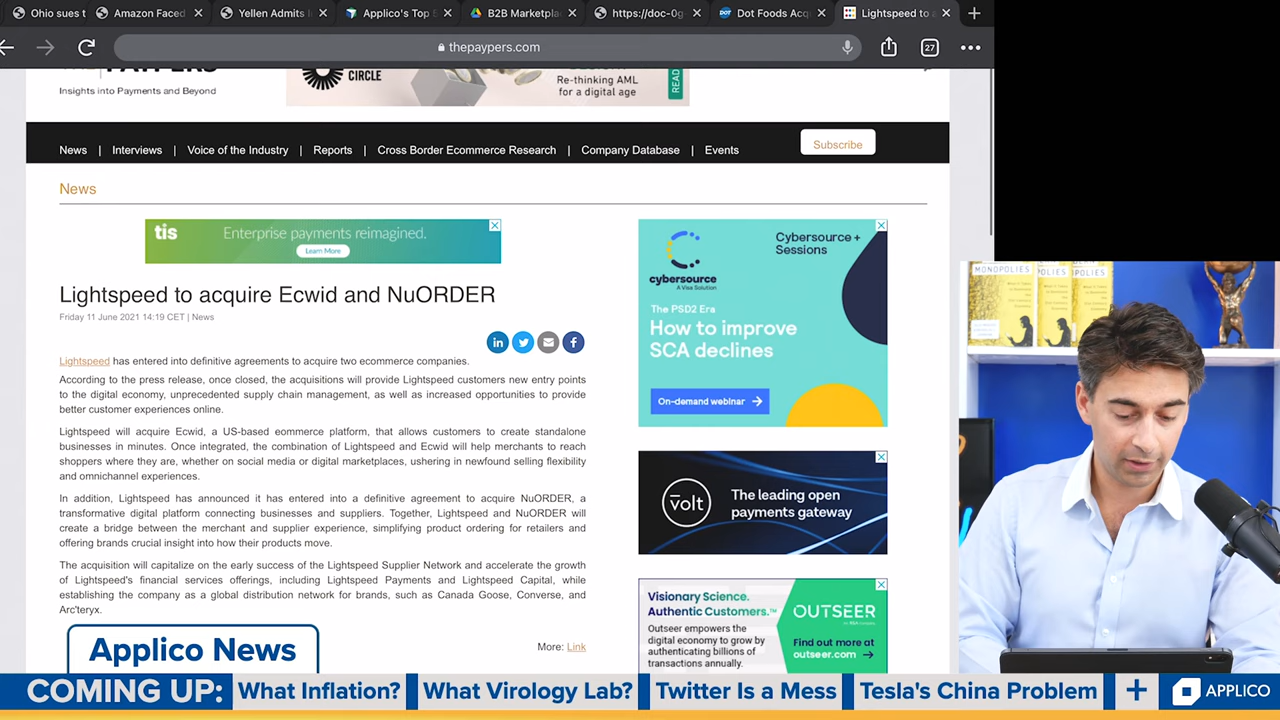 Ohio sues t
Amazon Faced
Yellen Admits I
Applico's Top
B2B Marketpla
https://doc-0g
Dot Foods Acq
Lightspeed to a
thepaypers.com
27
Insights into Payments and Beyond
CIRCLE
Re-thinking AML
for a digital age
READ
News | Interviews | Voice of the Industry | Reports | Cross Border Ecommerce Research | Company Database | Events
Subscribe
News
tis
Enterprise payments reimagined.
Learn More
Lightspeed to acquire Ecwid and NuORDER
Friday 11 June 2021 14:19 CET | News
Lightspeed has entered into definitive agreements to acquire two ecommerce companies.
According to the press release, once closed, the acquisitions will provide Lightspeed customers new entry points
to the digital economy, unprecedented supply chain management, as well as increased opportunities to provide
better customer experiences online.
Lightspeed will acquire Ecwid, a US-based eommerce platform, that allows customers to create standalone
businesses in minutes. Once integrated, the combination of Lightspeed and Ecwid will help merchants to reach
shoppers where they are, whether on social media or digital marketplaces, ushering in newfound selling flexibility
and omnichannel experiences.
In addition, Lightspeed has announced it has entered into a definitive agreement to acquire NuORDER, a
transformative digital platform connecting businesses and suppliers. Together, Lightspeed and NuORDER will
create a bridge between the merchant and supplier experience, simplifying product ordering for retailers and
offering brands crucial insight into how their products move.
The acquisition will capitalize on the early success of the Lightspeed Supplier Network and accelerate the growth
of Lightspeed's financial services offerings, including Lightspeed Payments and Lightspeed Capital, while
establishing the company as a global distribution network for brands, such as Canada Goose, Converse, and
Arc'teryx.
More: Link
cybersource
A Visa Solution
Cybersource +
Sessions
The PSD2 Era
How to improve
SCA declines
On-demand webinar
volt
The leading open
payments gateway
Visionary Science.
Authentic Customers.™
Outseer empowers the
digital economy to grow by
authenticating billions of
transactions annually.
OUTSEER
Find out more at
outseer.com
MONOPOLIES
POLIES
POLIES
Applico News
COMING UP: What Inflation? What Virology Lab? Twitter Is a Mess Tesla's China Problem + APPLICO